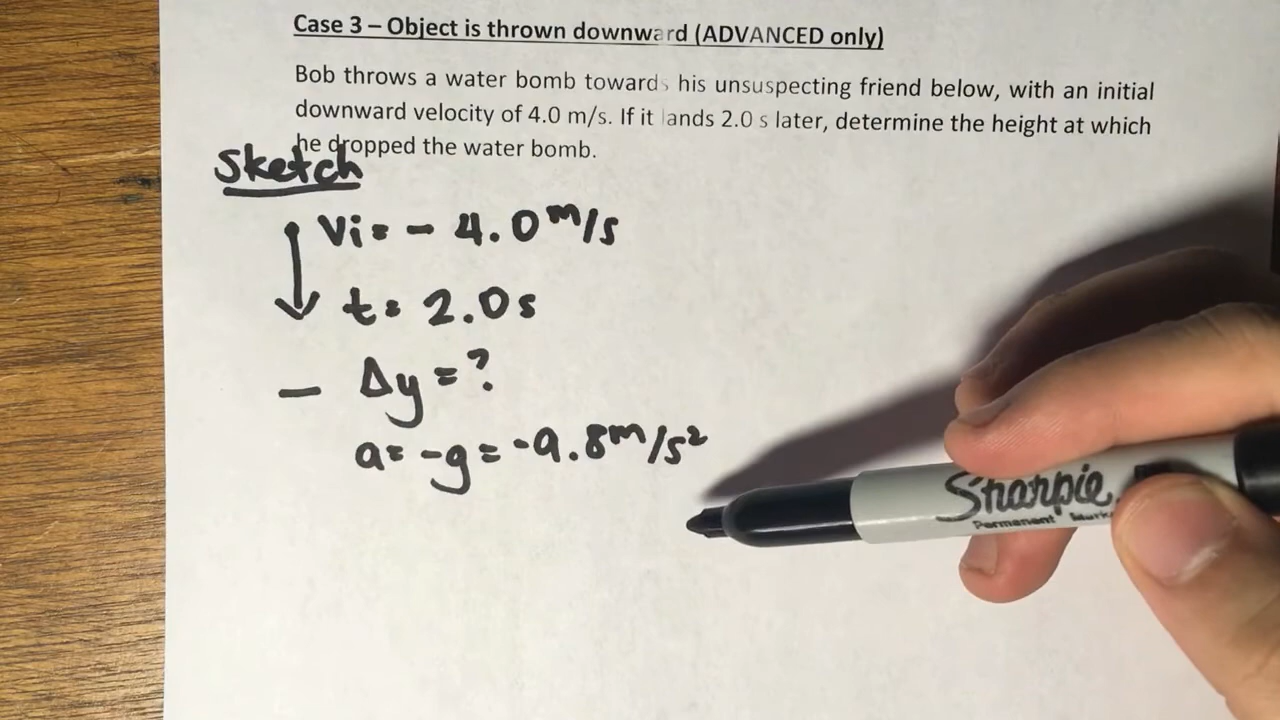 Case 3 – Object is thrown downward (ADVANCED only)
Bob throws a water bomb towards his unsuspecting friend below, with an initial
downward velocity of 4.0 m/s. If it lands 2.0 s later, determine the height at which
he dropped the water bomb.
Sketch
Vi = - 4.0 m/s
t = 2.0 s
- Δy = ?
a = -g = -9.8 m/s²
Sharpie
Permanent Marker